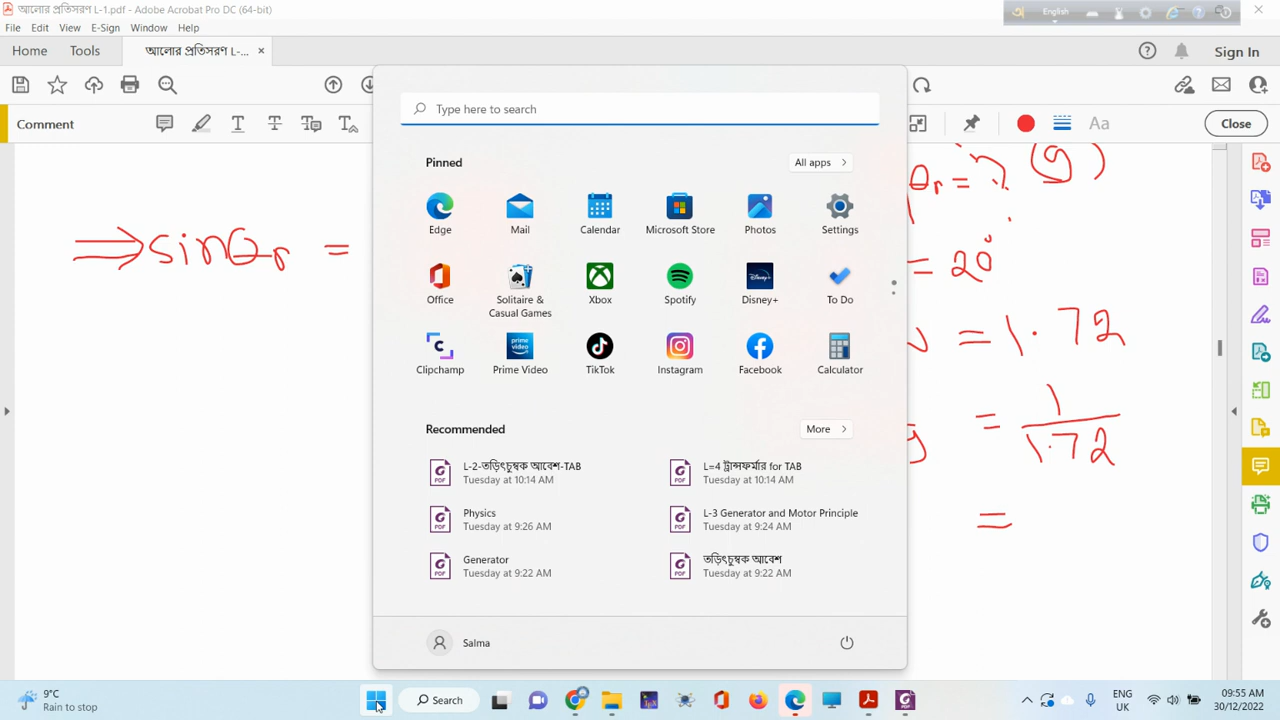 আলোর প্রতিসরণ L-1.pdf - Adobe Acrobat Pro DC (64-bit)
English
File Edit View E-Sign Window Help
Home Tools আলোর প্রতিসরণ L-... × Sign In
Comment Aa Close
Type here to search
Pinned All apps >
Edge Mail Calendar Microsoft Store Photos Settings
Office Solitaire & Casual Games Xbox Spotify Disney+ To Do
Clipchamp Prime Video TikTok Instagram Facebook Calculator
Recommended More >
L-2-তড়িৎচুম্বক আবেশ-TAB
Tuesday at 10:14 AM
L=4 ট্রান্সফর্মার for TAB
Tuesday at 10:14 AM
Physics
Tuesday at 9:26 AM
L-3 Generator and Motor Principle
Tuesday at 9:24 AM
Generator
Tuesday at 9:22 AM
তড়িৎচুম্বক আবেশ
Tuesday at 9:22 AM
Salma
⟹ sinθr =
θr = ? (g)
= 20°
= 1.72
= 1/1.72
=
9°C
Rain to stop
Search
ENG
UK
09:55 AM
30/12/2022